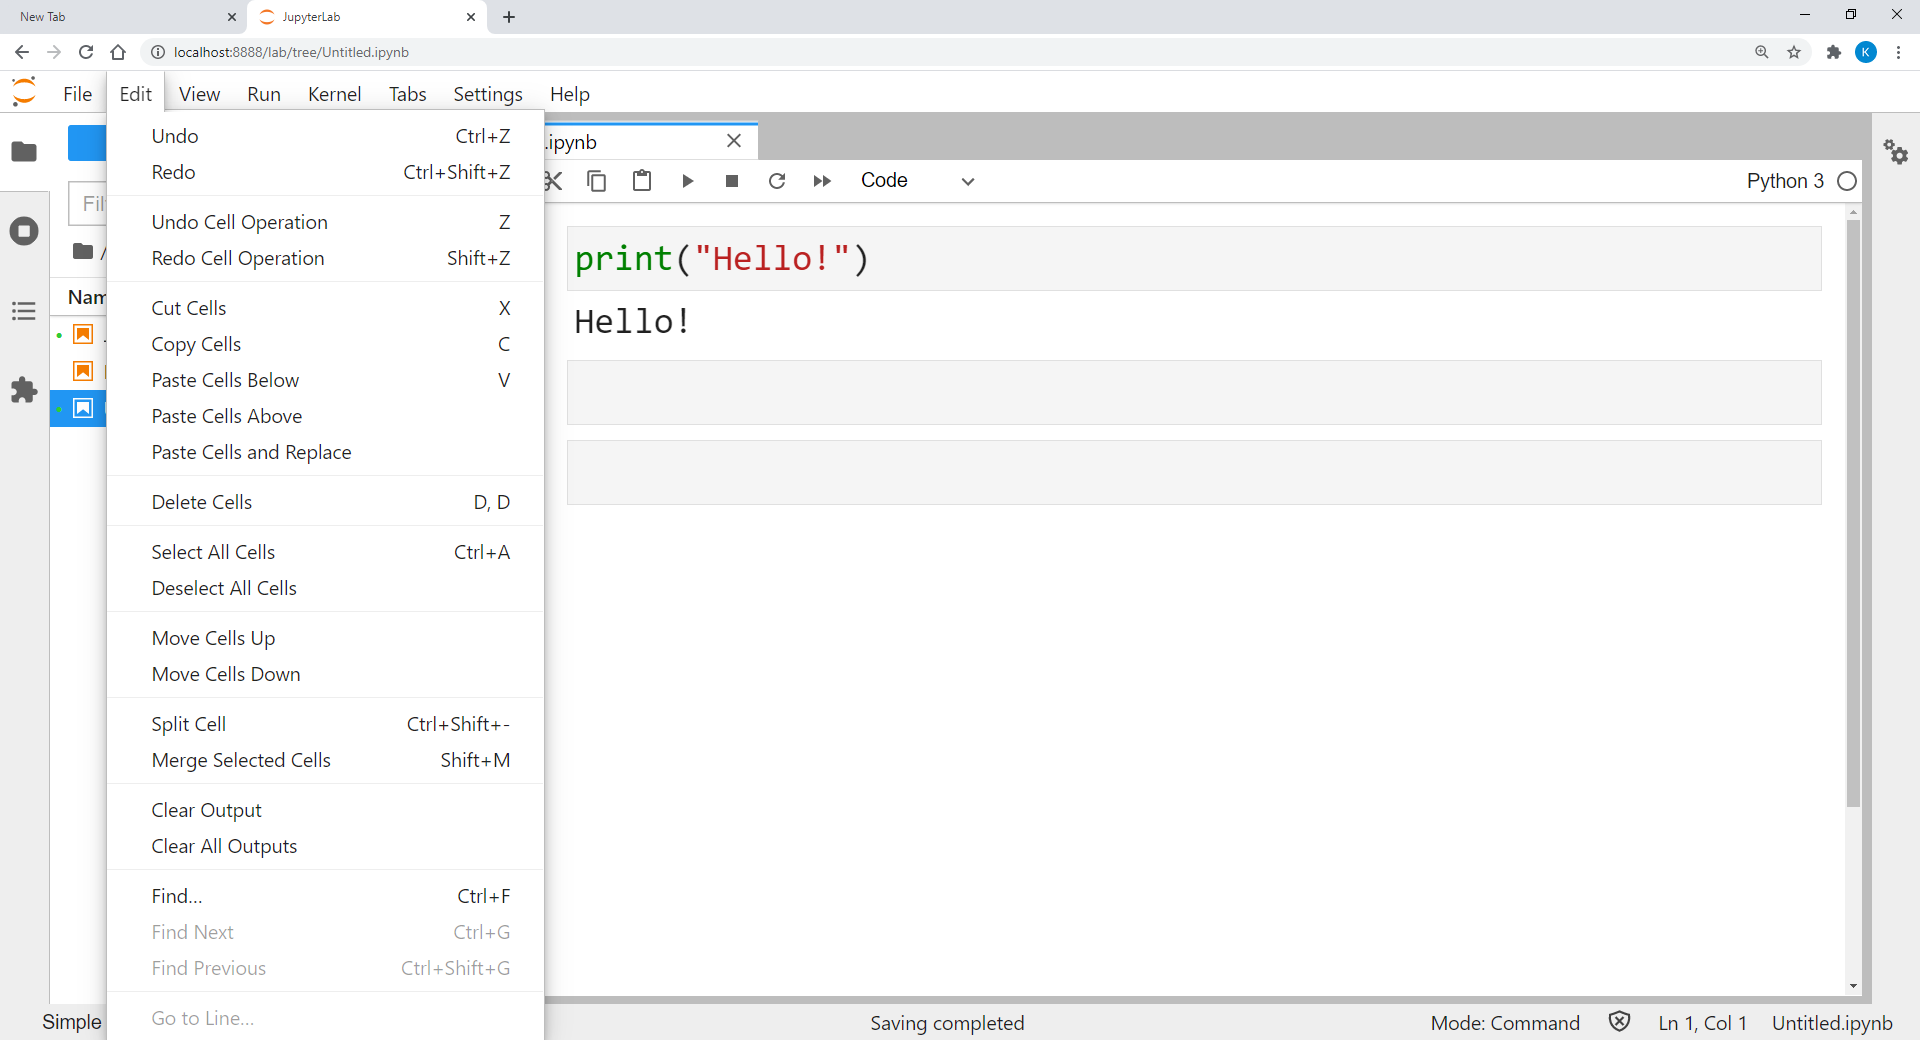 New Tab
JupyterLab
localhost:8888/lab/tree/Untitled.ipynb
K
File Edit View Run Kernel Tabs Settings Help
Undo Ctrl+Z
Redo Ctrl+Shift+Z
Undo Cell Operation Z
Redo Cell Operation Shift+Z
Cut Cells X
Copy Cells C
Paste Cells Below V
Paste Cells Above
Paste Cells and Replace
Delete Cells D, D
Select All Cells Ctrl+A
Deselect All Cells
Move Cells Up
Move Cells Down
Split Cell Ctrl+Shift+-
Merge Selected Cells Shift+M
Clear Output
Clear All Outputs
Find... Ctrl+F
Find Next Ctrl+G
Find Previous Ctrl+Shift+G
Go to Line...
Fil
/
Nam
.ipynb
Code
Python 3
print("Hello!")
Hello!
Simple
Saving completed
Mode: Command
Ln 1, Col 1
Untitled.ipynb